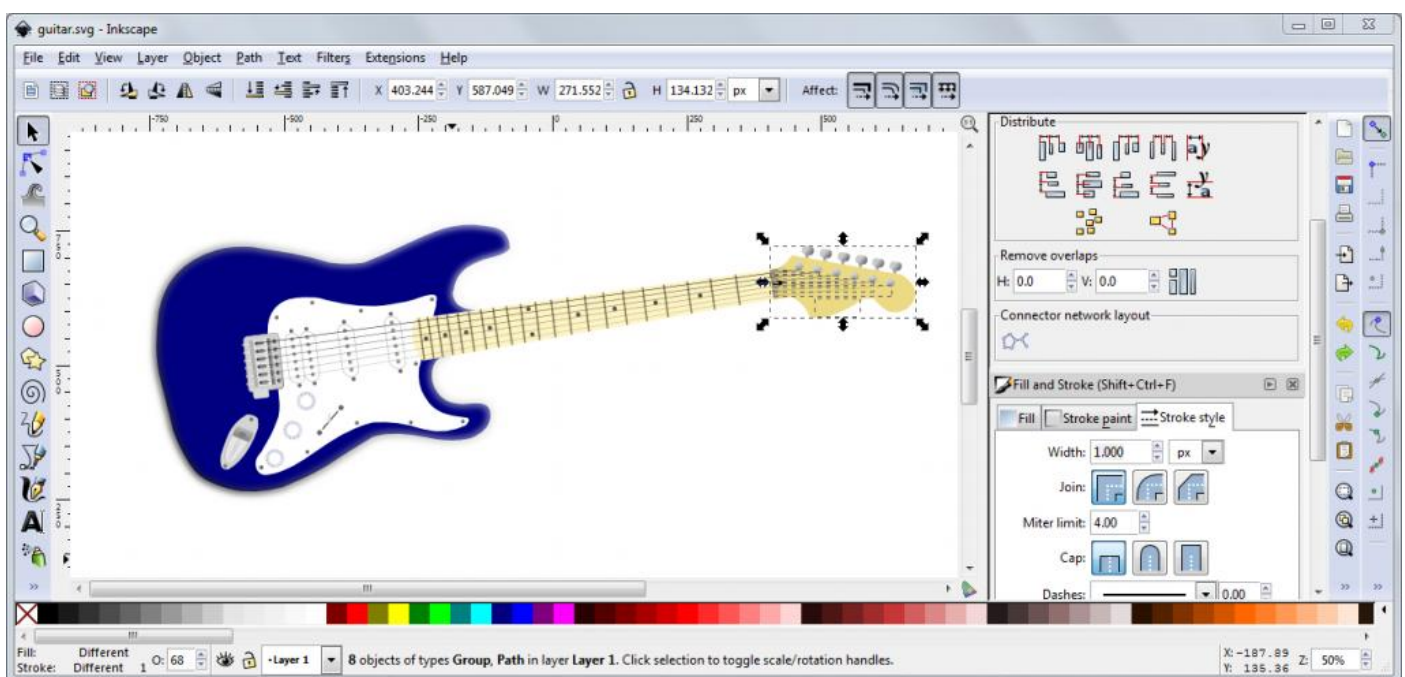 guitar.svg - Inkscape
File Edit View Layer Object Path Text Filters Extensions Help
X 403.244 Y 587.049 W 271.552 H 134.132 px Affect:
-750 -500 -250 0 250 500
Distribute
Remove overlaps
H: 0.0 V: 0.0
Connector network layout
Fill and Stroke (Shift+Ctrl+F)
Fill Stroke paint Stroke style
Width: 1.000 px
Join:
Miter limit: 4.00
Cap:
Dashes: 0.00
750
500
250
Fill: Different
Stroke: Different 1 O: 68 •Layer 1 8 objects of types Group, Path in layer Layer 1. Click selection to toggle scale/rotation handles.
X: -187.89
Y: 135.36 Z: 50%